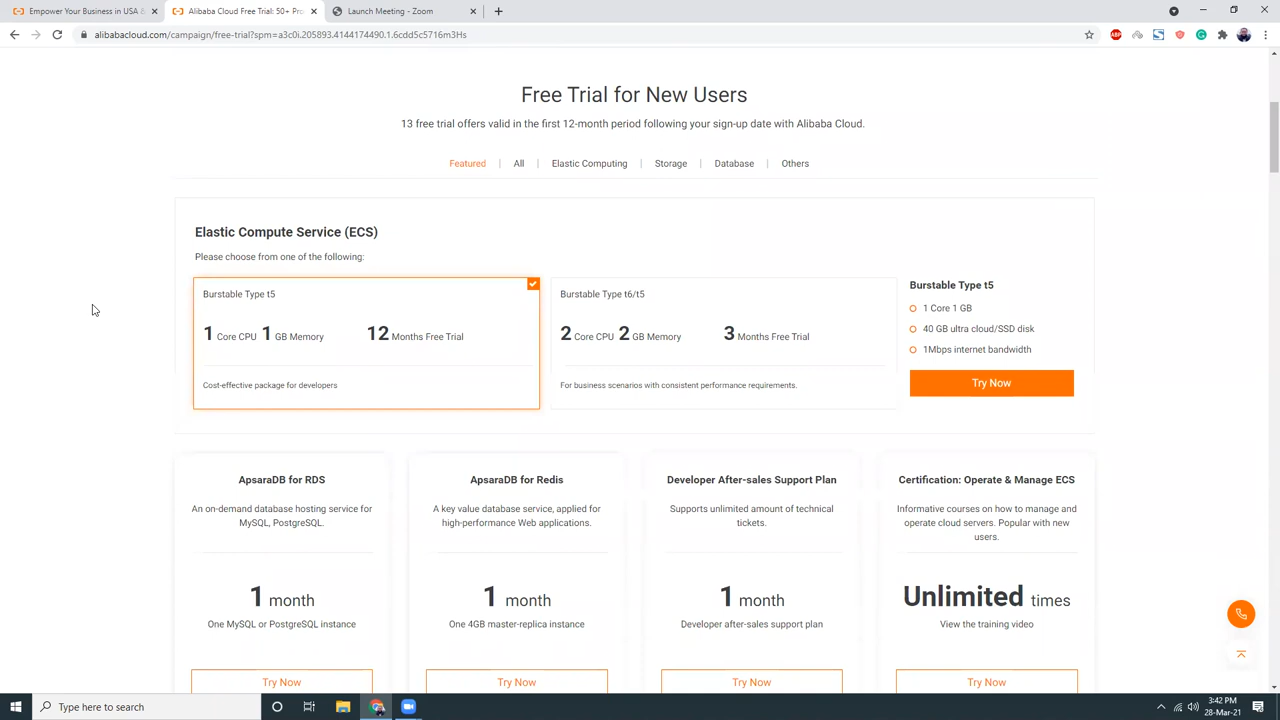 Empower Your Business in USA &
Alibaba Cloud Free Trial: 50+ Pro
Launch Meeting - Zoom
alibabacloud.com/campaign/free-trial?spm=a3c0i.205893.4144174490.1.6cdd5c5716m3Hs
ABP
Free Trial for New Users
13 free trial offers valid in the first 12-month period following your sign-up date with Alibaba Cloud.
Featured | All | Elastic Computing | Storage | Database | Others
Elastic Compute Service (ECS)
Please choose from one of the following:
Burstable Type t5
1 Core CPU 1 GB Memory 12 Months Free Trial
Cost-effective package for developers
Burstable Type t6/t5
2 Core CPU 2 GB Memory 3 Months Free Trial
For business scenarios with consistent performance requirements.
Burstable Type t5
1 Core 1 GB
40 GB ultra cloud/SSD disk
1Mbps internet bandwidth
Try Now
ApsaraDB for RDS
An on-demand database hosting service for
MySQL, PostgreSQL.
1 month
One MySQL or PostgreSQL instance
Try Now
ApsaraDB for Redis
A key value database service, applied for
high-performance Web applications.
1 month
One 4GB master-replica instance
Try Now
Developer After-sales Support Plan
Supports unlimited amount of technical
tickets.
1 month
Developer after-sales support plan
Try Now
Certification: Operate & Manage ECS
Informative courses on how to manage and
operate cloud servers. Popular with new
users.
Unlimited times
View the training video
Try Now
Type here to search
3:42 PM
28-Mar-21